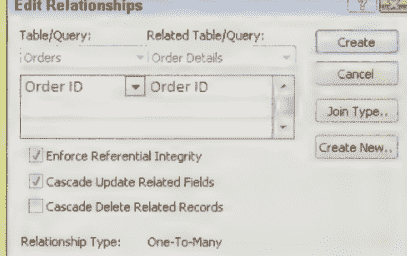 Edit Relationships
Table/Query: Related Table/Query:
Orders Order Details
Order ID Order ID
Create
Cancel
Join Type..
Create New..
Enforce Referential Integrity
Cascade Update Related Fields
Cascade Delete Related Records
Relationship Type: One-To-Many